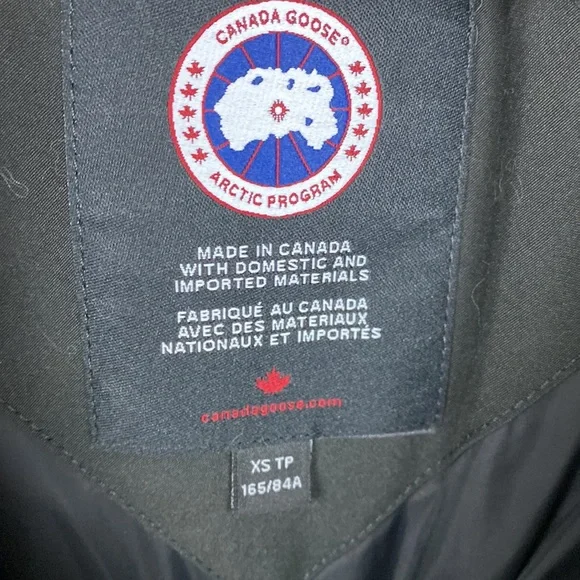 CANADA GOOSE®
ARCTIC PROGRAM
MADE IN CANADA
WITH DOMESTIC AND
IMPORTED MATERIALS
FABRIQUÉ AU CANADA
AVEC DES MATERIAUX
NATIONAUX ET IMPORTÉS
canadagoose.com
XS TP
165/84A